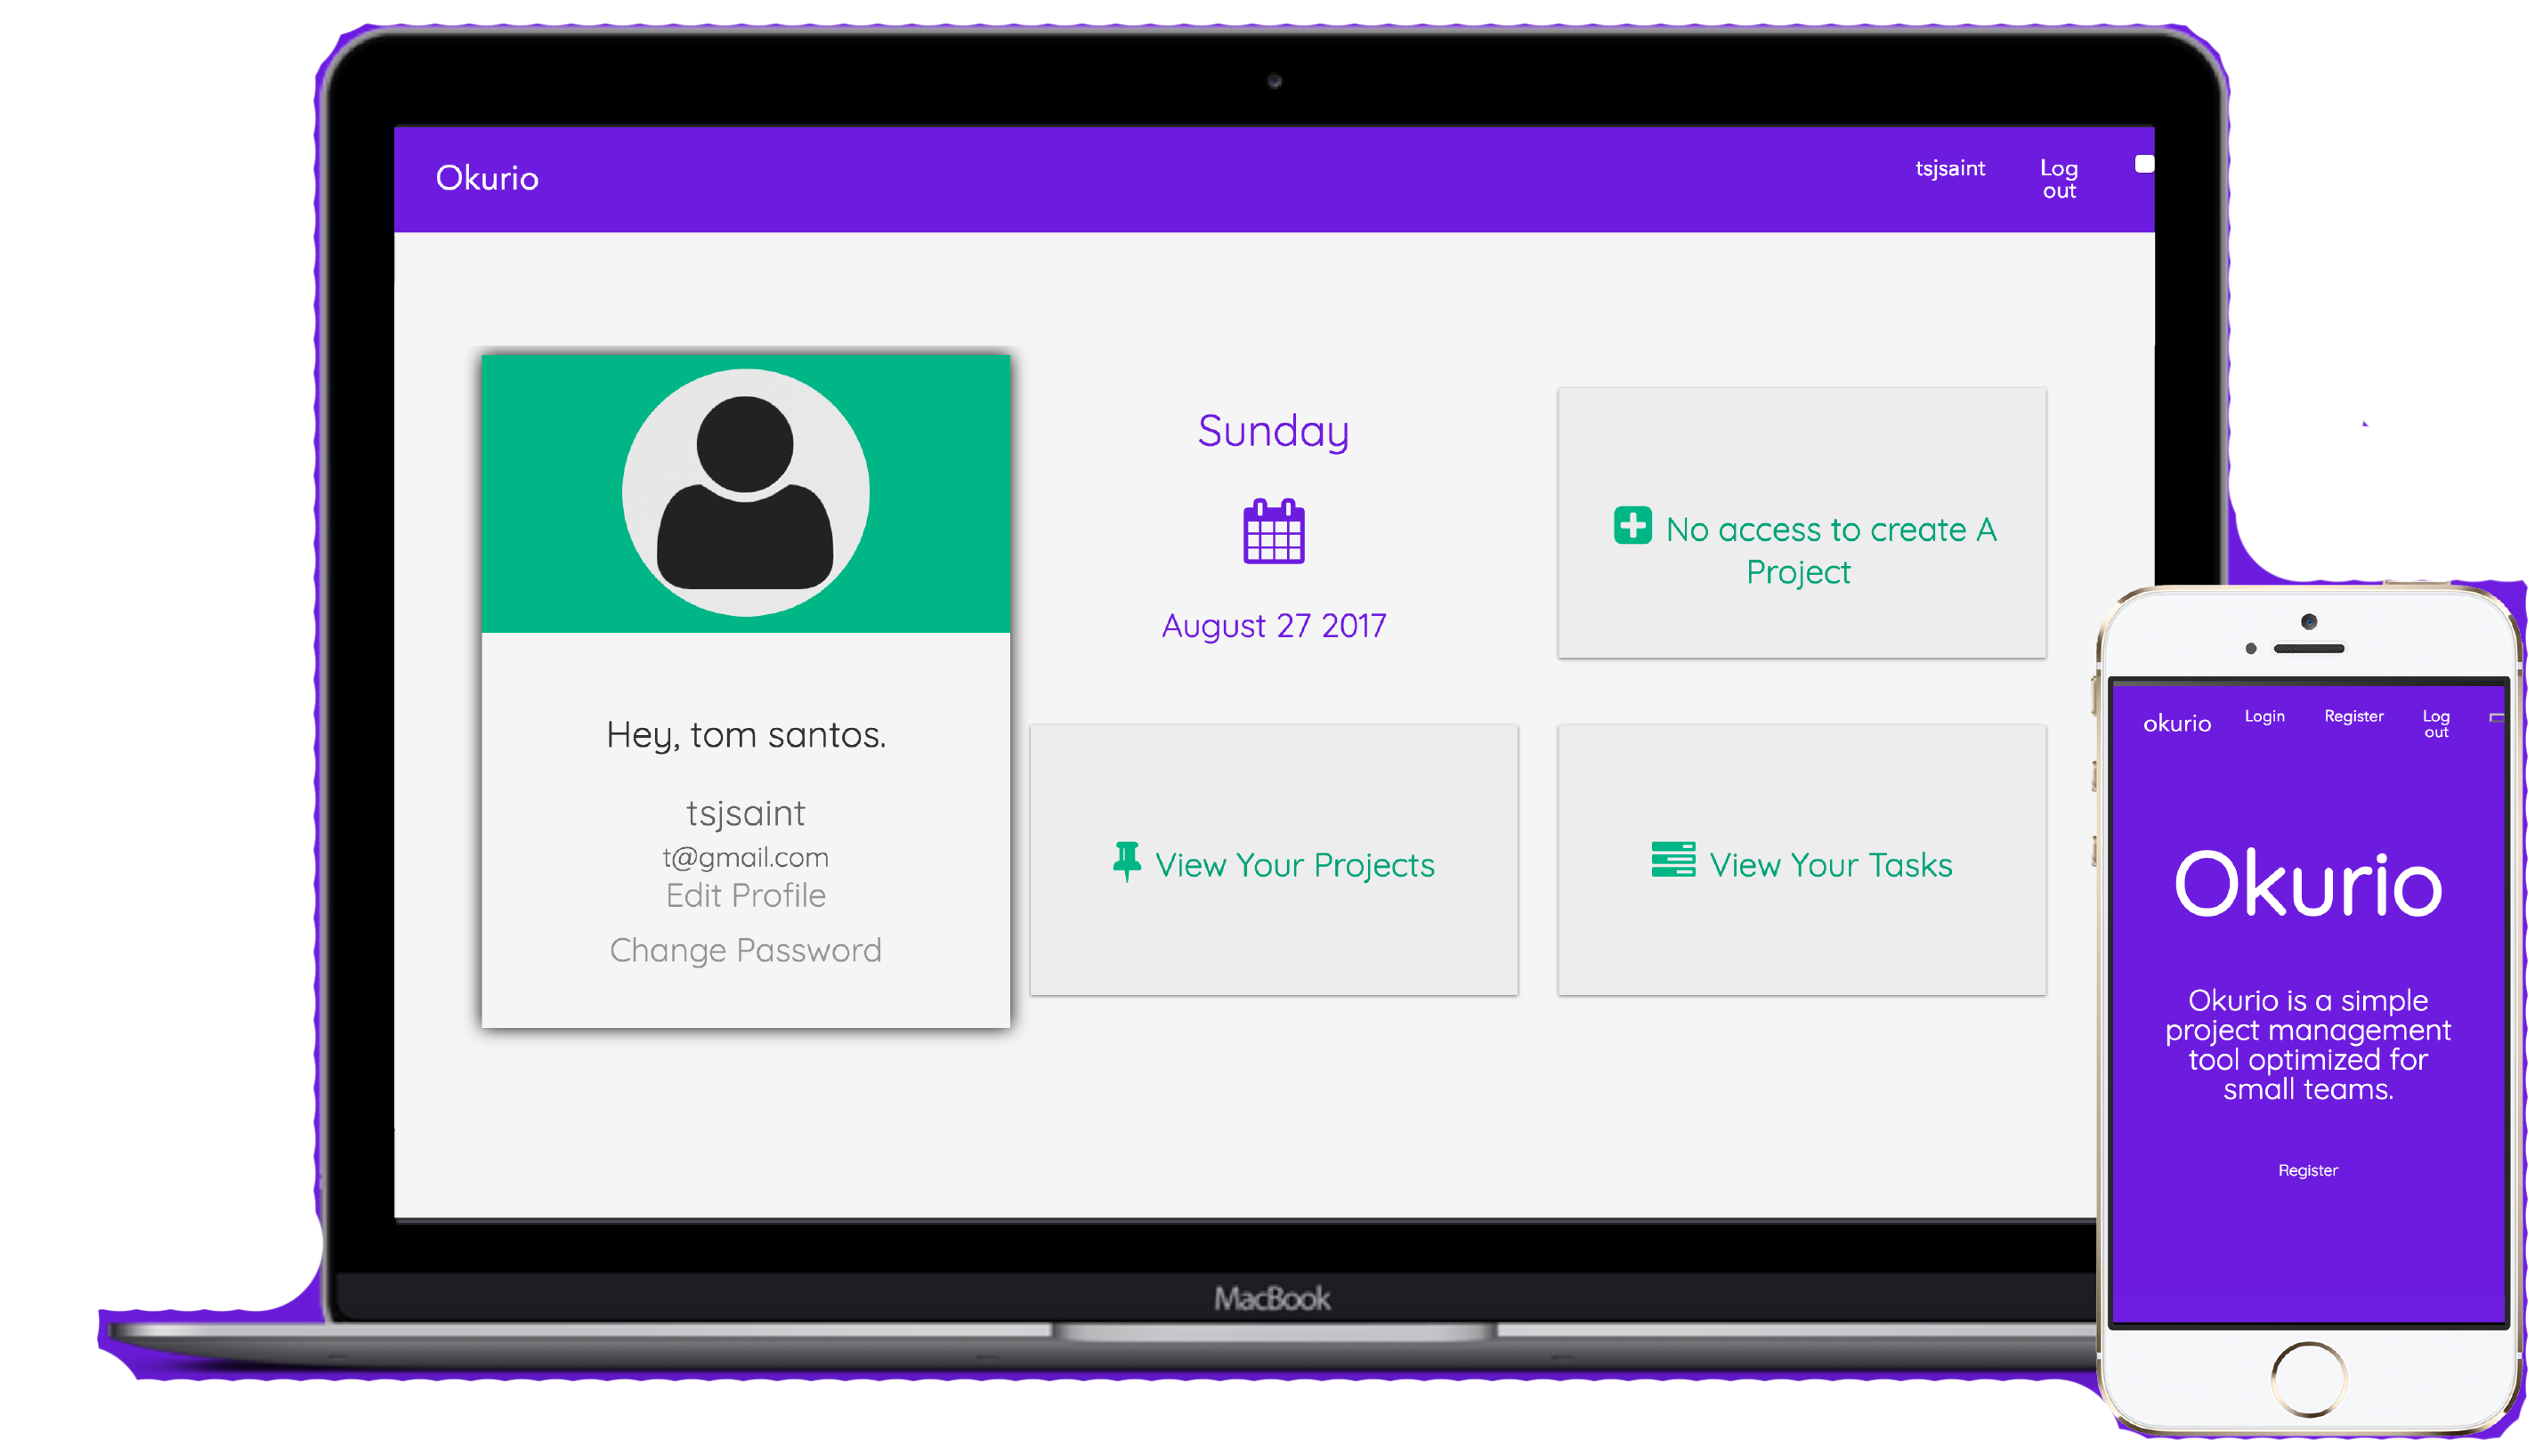 Okurio
tsjsaint
Log
out
Sunday
August 27 2017
No access to create A
Project
Hey, tom santos.
tsjsaint
t@gmail.com
Edit Profile
Change Password
View Your Projects
View Your Tasks
MacBook
okurio
Login
Register
Log
out
Okurio
Okurio is a simple
project management
tool optimized for
small teams.
Register